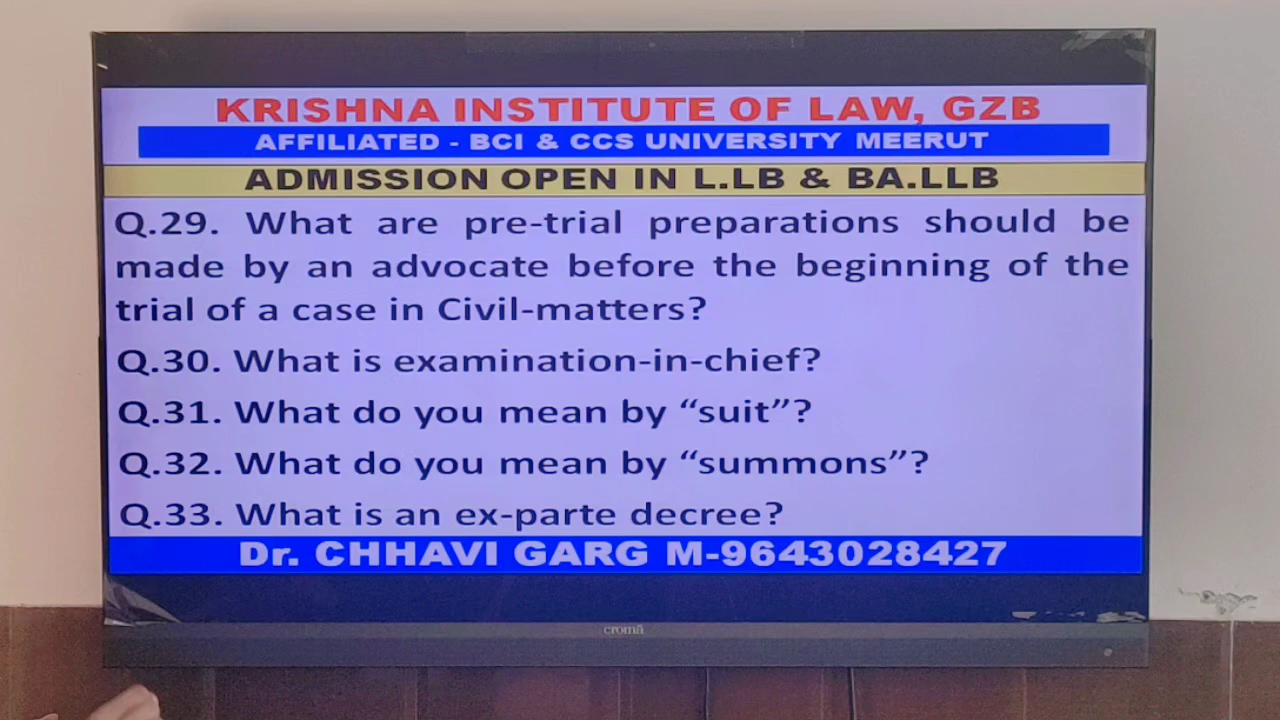 KRISHNA INSTITUTE OF LAW, GZB
AFFILIATED - BCI & CCS UNIVERSITY MEERUT
ADMISSION OPEN IN L.LB & BA.LLB
Q.29. What are pre-trial preparations should be
made by an advocate before the beginning of the
trial of a case in Civil-matters?
Q.30. What is examination-in-chief?
Q.31. What do you mean by “suit”?
Q.32. What do you mean by “summons”?
Q.33. What is an ex-parte decree?
Dr. CHHAVI GARG M-9643028427
cromā